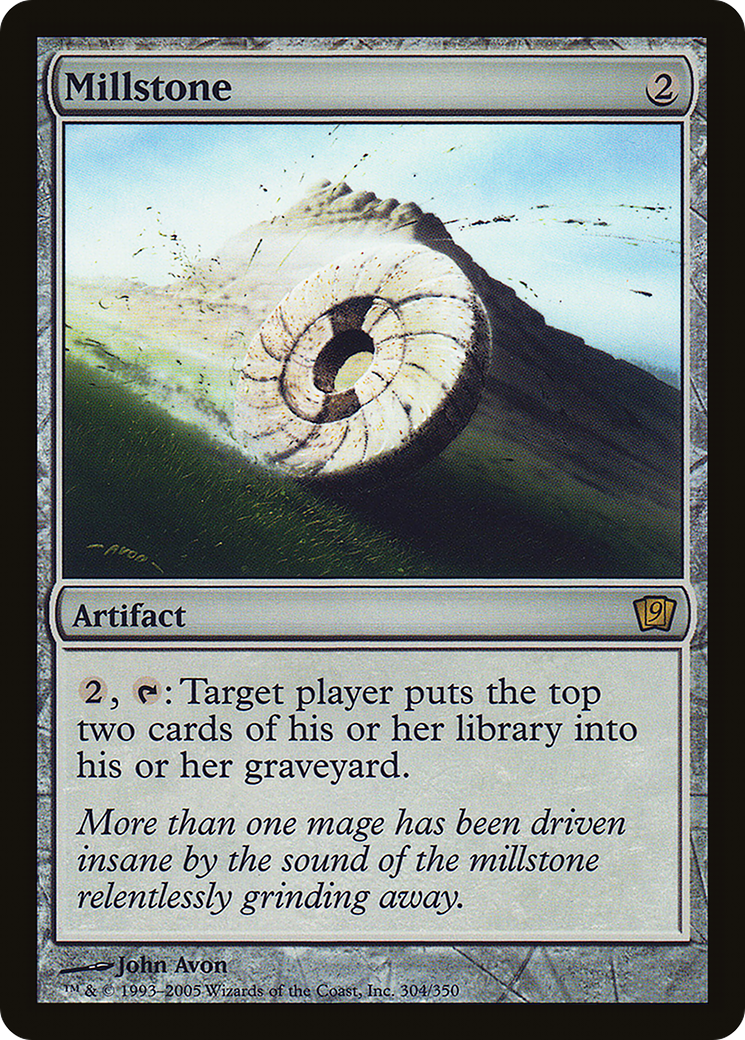 Millstone 2
AVON
Artifact 9
2, : Target player puts the top
two cards of his or her library into
his or her graveyard.
More than one mage has been driven
insane by the sound of the millstone
relentlessly grinding away.
John Avon
™ & © 1993–2005 Wizards of the Coast, Inc. 304/350